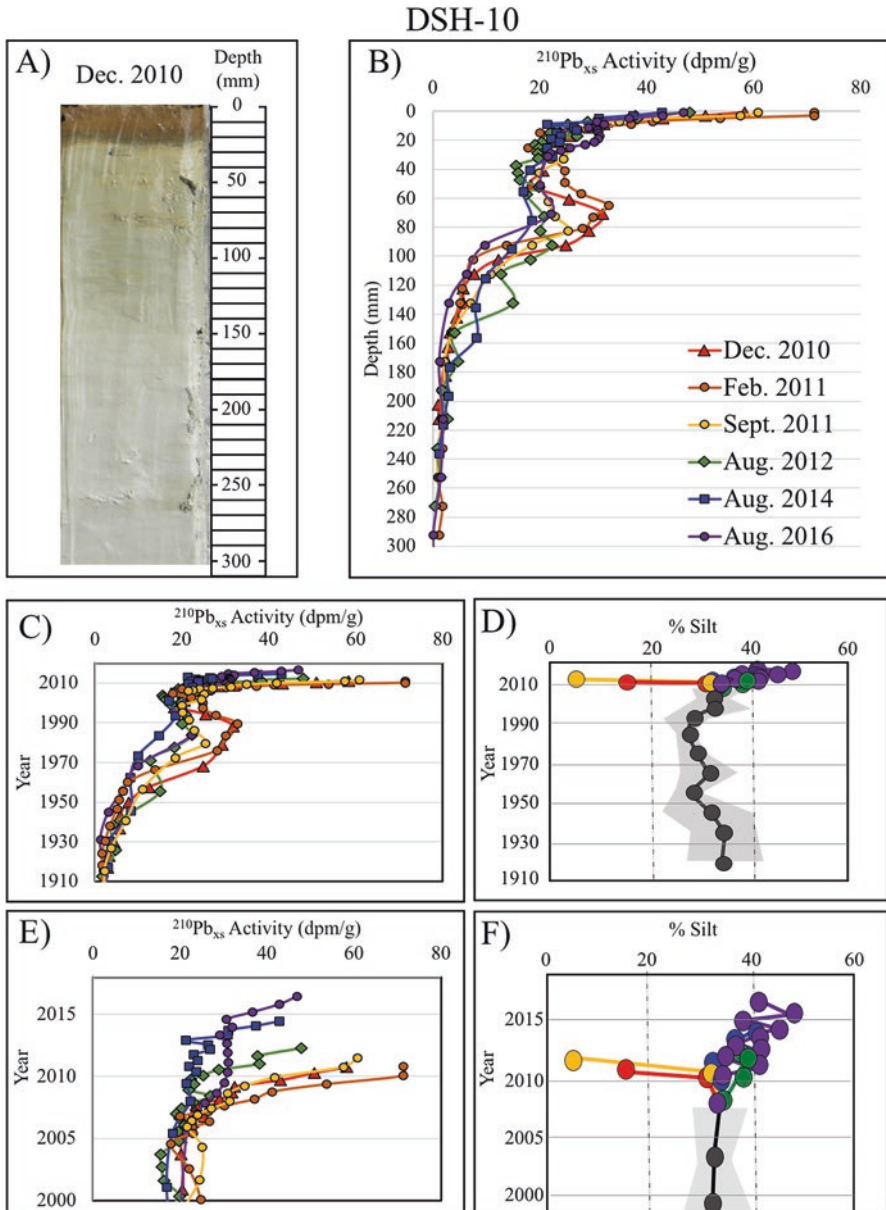 DSH-10
A)
Dec. 2010
Depth
(mm)
0
50
100
150
200
250
300
B)
²¹⁰Pbxs Activity (dpm/g)
0 20 40 60 80
0
20
40
60
80
100
120
140
160
180
200
220
240
260
280
300
Depth (mm)
Dec. 2010
Feb. 2011
Sept. 2011
Aug. 2012
Aug. 2014
Aug. 2016
C)
²¹⁰Pbxs Activity (dpm/g)
0 20 40 60 80
2010
1990
1970
1950
1930
1910
Year
D)
% Silt
0 20 40 60
2010
1990
1970
1950
1930
1910
Year
E)
²¹⁰Pbxs Activity (dpm/g)
0 20 40 60 80
2015
2010
2005
2000
Year
F)
% Silt
0 20 40 60
2015
2010
2005
2000
Year